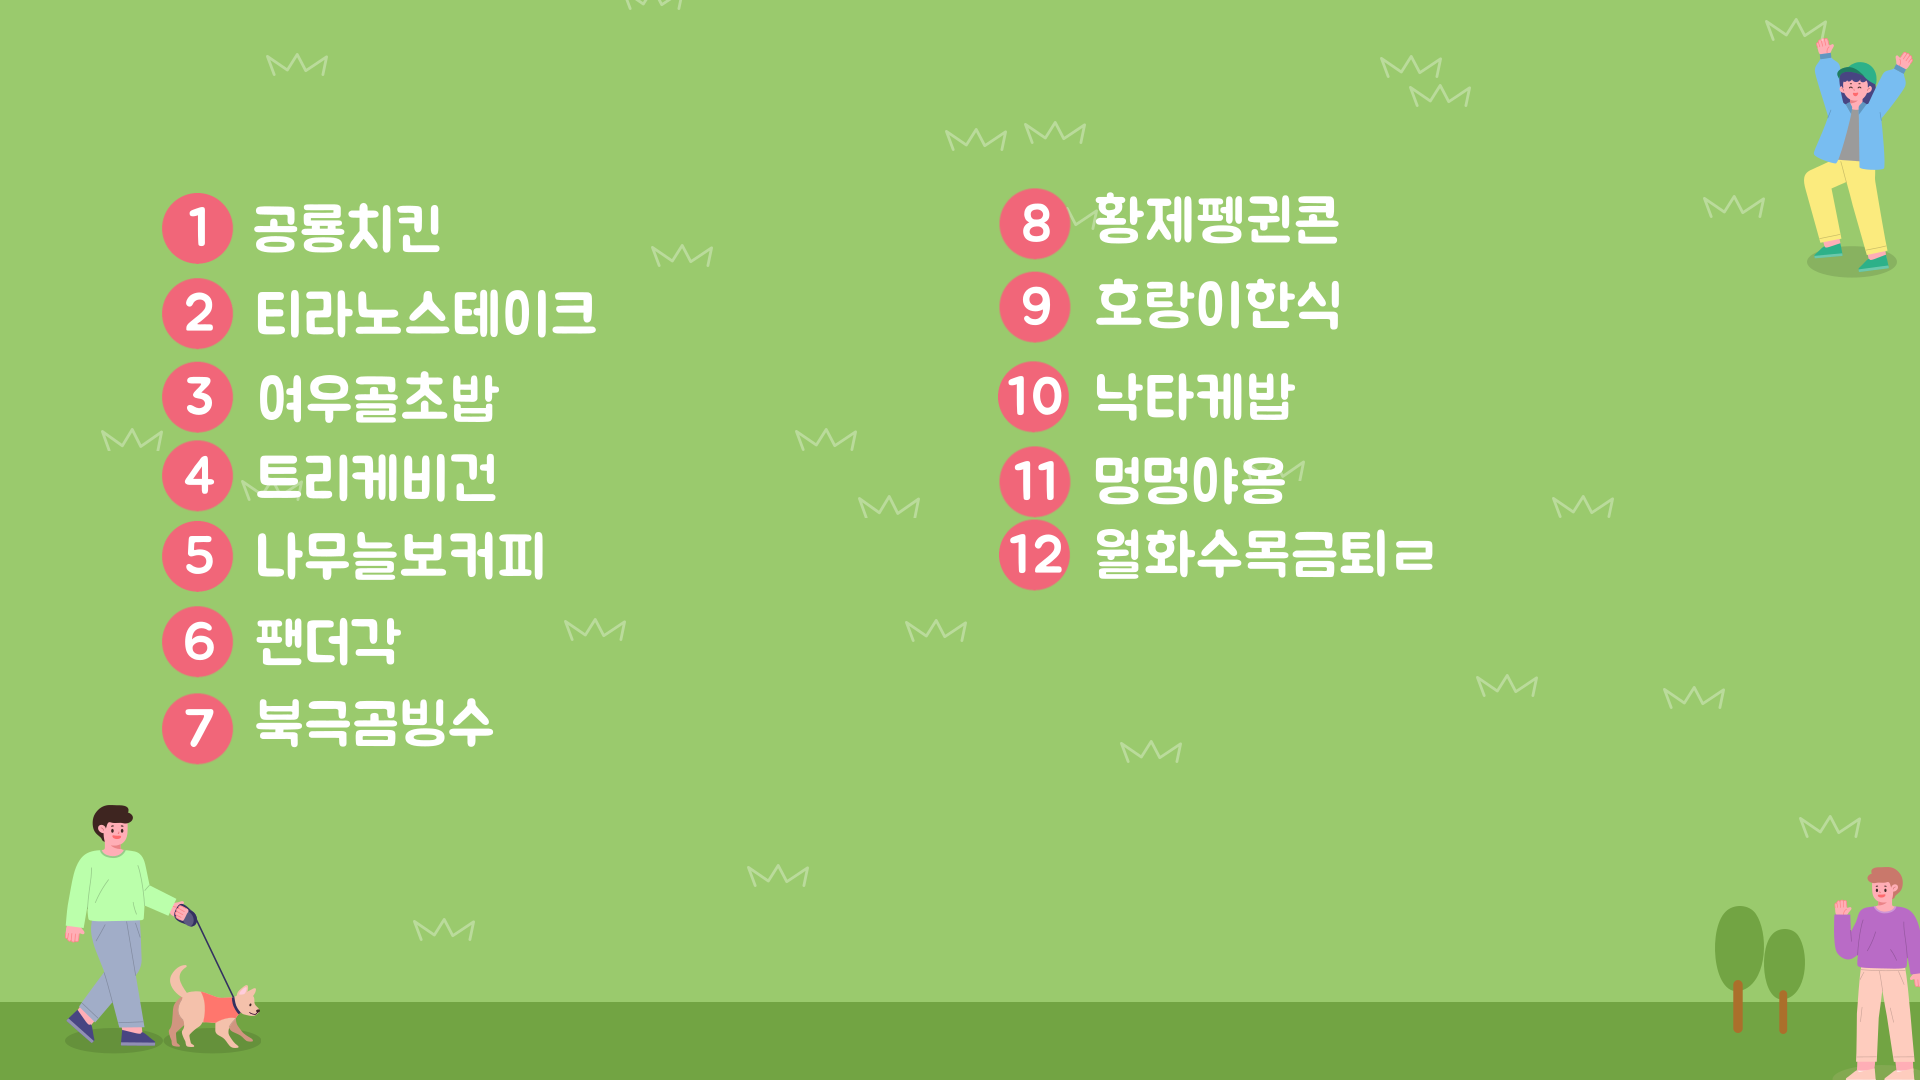 1 공룡치킨
2 티라노스테이크
3 여우골초밥
4 트리케비건
5 나무늘보커피
6 팬더각
7 북극곰빙수
8 황제펭귄콘
9 호랑이한식
10 낙타케밥
11 멍멍야옹
12 월화수목금퇴ㄹ